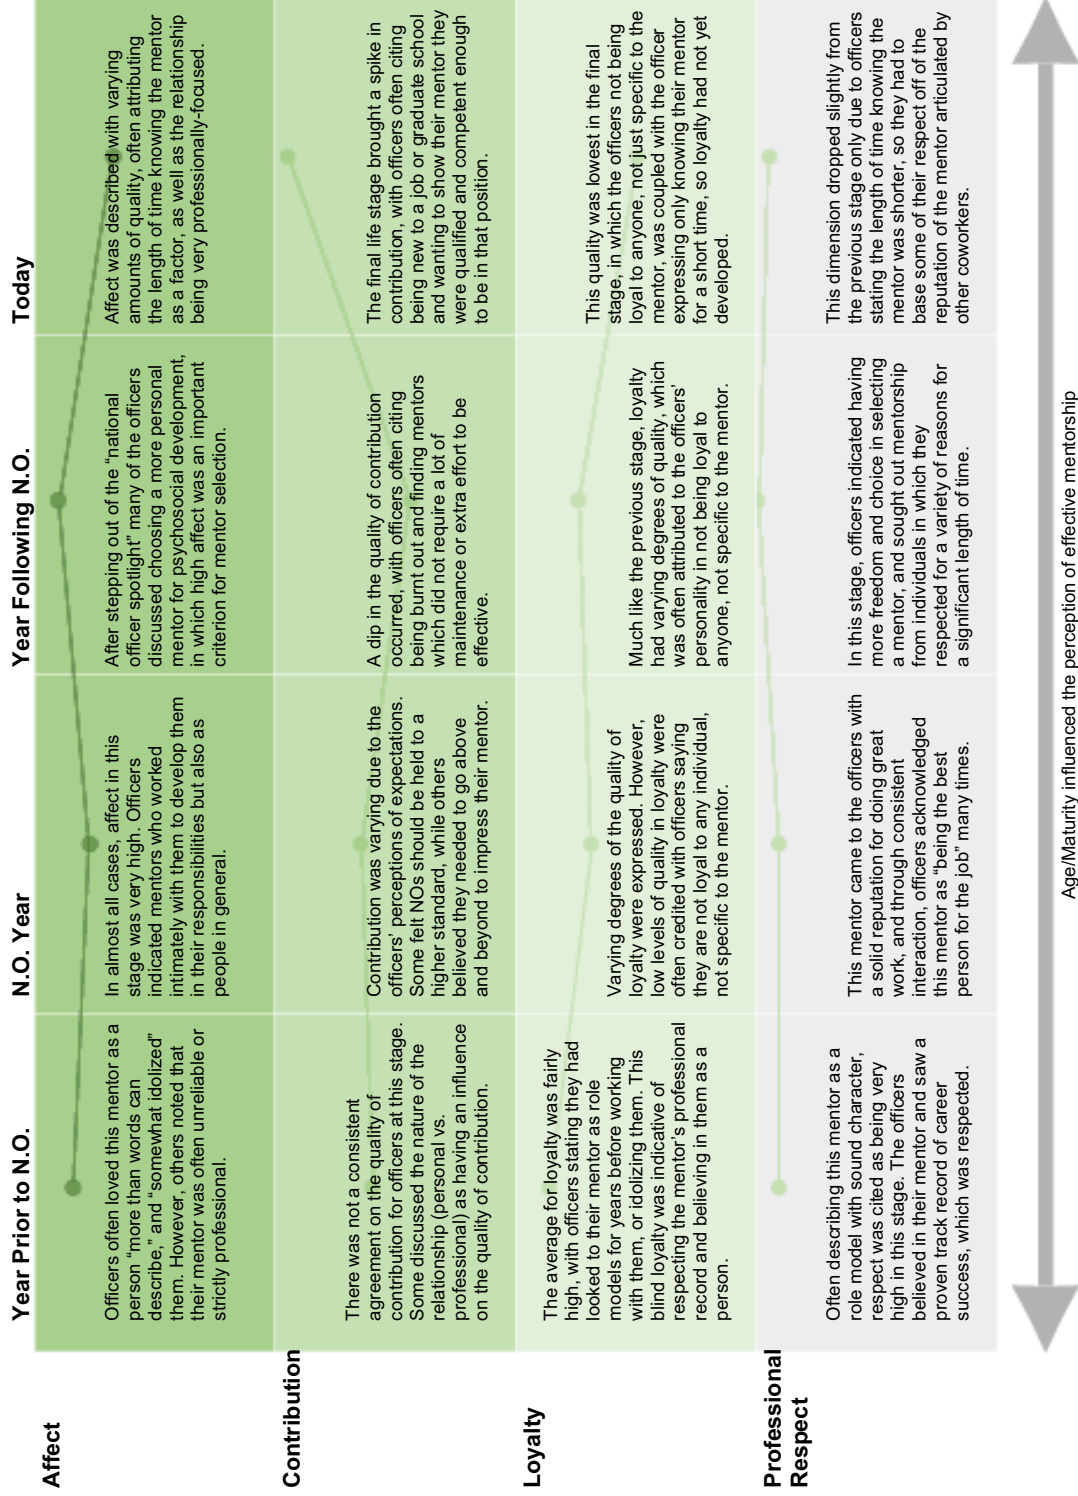 Year Prior to N.O.
N.O. Year
Year Following N.O.
Today
Affect
Officers often loved this mentor as a
person “more than words can
describe,” and “somewhat idolized”
them. However, others noted that
their mentor was often unreliable or
strictly professional.
In almost all cases, affect in this
stage was very high. Officers
indicated mentors who worked
intimately with them to develop them
in their responsibilities but also as
people in general.
After stepping out of the “national
officer spotlight” many of the officers
discussed choosing a more personal
mentor for psychosocial development,
in which high affect was an important
criterion for mentor selection.
Affect was described with varying
amounts of quality, often attributing
the length of time knowing the mentor
as a factor, as well as the relationship
being very professionally-focused.
Contribution
There was not a consistent
agreement on the quality of
contribution for officers at this stage.
Some discussed the nature of the
relationship (personal vs.
professional) as having an influence
on the quality of contribution.
Contribution was varying due to the
officers’ perceptions of expectations.
Some felt NOs should be held to a
higher standard, while others
believed they needed to go above
and beyond to impress their mentor.
A dip in the quality of contribution
occurred, with officers often citing
being burnt out and finding mentors
which did not require a lot of
maintenance or extra effort to be
effective.
The final life stage brought a spike in
contribution, with officers often citing
being new to a job or graduate school
and wanting to show their mentor they
were qualified and competent enough
to be in that position.
Loyalty
The average for loyalty was fairly
high, with officers stating they had
looked to their mentor as role
models for years before working
with them, or idolizing them. This
blind loyalty was indicative of
respecting the mentor’s professional
record and believing in them as a
person.
Varying degrees of the quality of
loyalty were expressed. However,
low levels of quality in loyalty were
often credited with officers saying
they are not loyal to any individual,
not specific to the mentor.
Much like the previous stage, loyalty
had varying degrees of quality, which
was often attributed to the officers’
personality in not being loyal to
anyone, not specific to the mentor.
This quality was lowest in the final
stage, in which the officers not being
loyal to anyone, not just specific to the
mentor, was coupled with the officer
expressing only knowing their mentor
for a short time, so loyalty had not yet
developed.
Professional
Respect
Often describing this mentor as a
role model with sound character,
respect was cited as being very
high in this stage. The officers
believed in their mentor and saw a
proven track record of career
success, which was respected.
This mentor came to the officers with
a solid reputation for doing great
work, and through consistent
interaction, officers acknowledged
this mentor as “being the best
person for the job” many times.
In this stage, officers indicated having
more freedom and choice in selecting
a mentor, and sought out mentorship
from individuals in which they
respected for a variety of reasons for
a significant length of time.
This dimension dropped slightly from
the previous stage only due to officers
stating the length of time knowing the
mentor was shorter, so they had to
base some of their respect off of the
reputation of the mentor articulated by
other coworkers.
Age/Maturity influenced the perception of effective mentorship